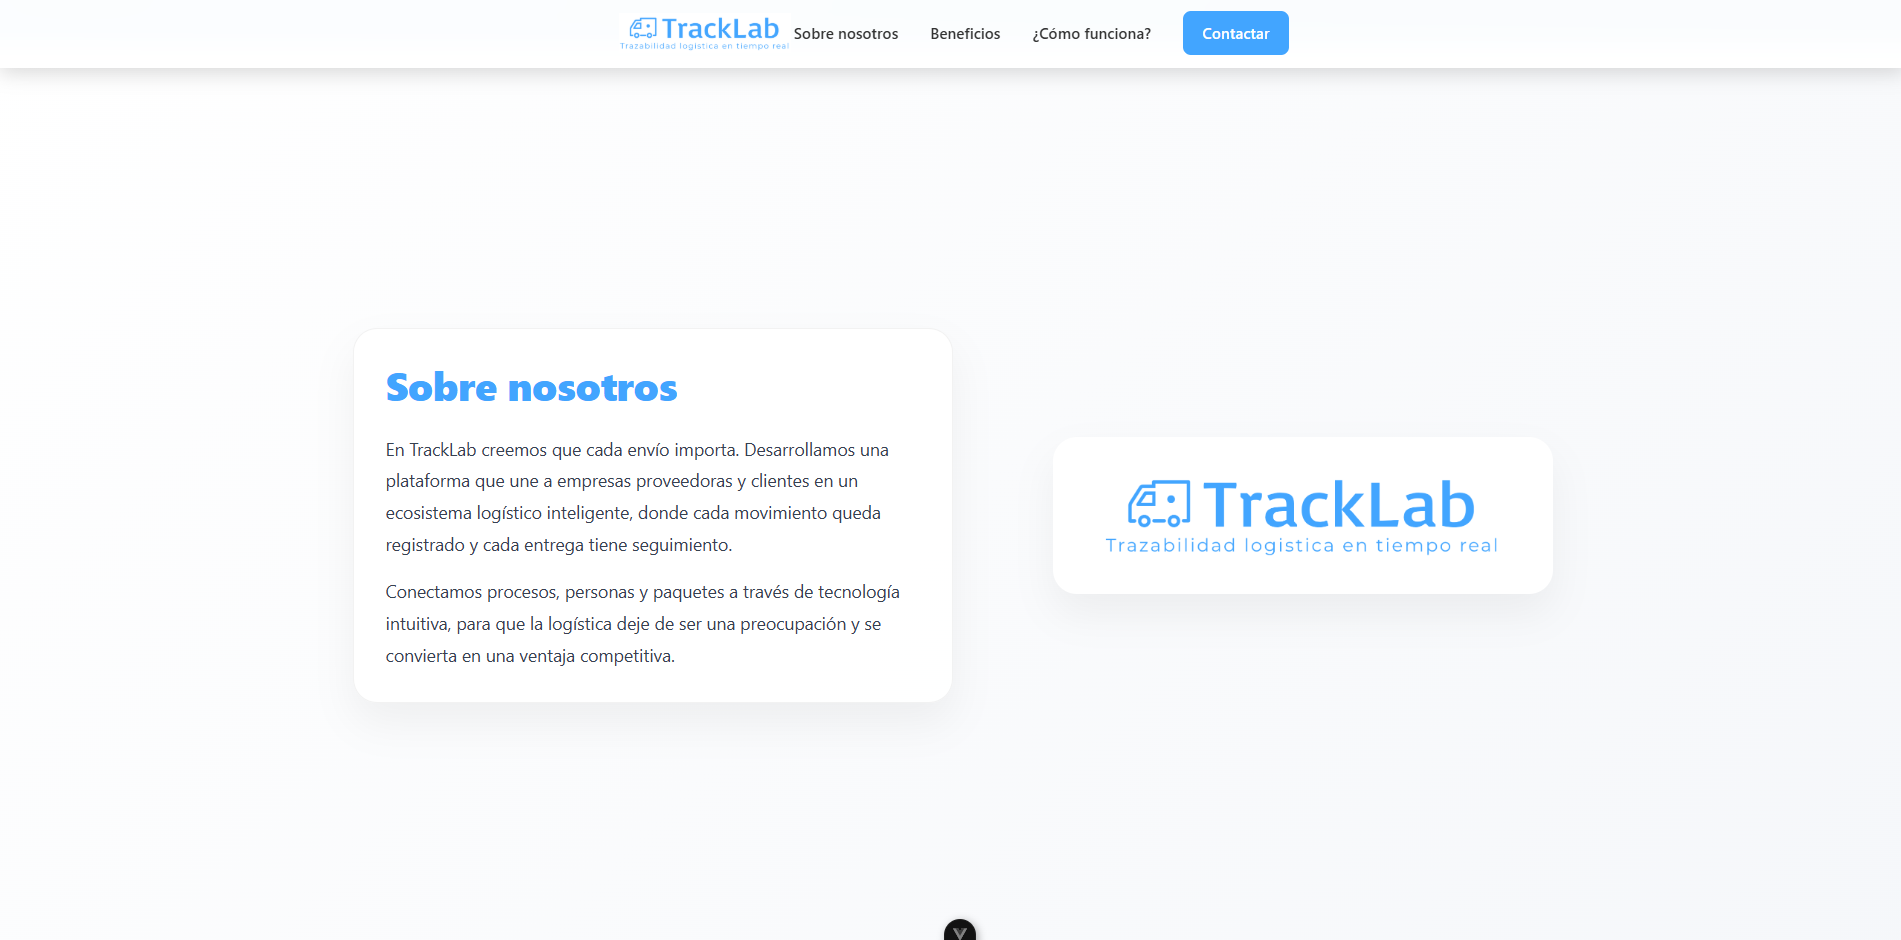 TrackLab
Trazabilidad logistica en tiempo real
Sobre nosotros
Beneficios
¿Cómo funciona?
Contactar
Sobre nosotros
En TrackLab creemos que cada envío importa. Desarrollamos una
plataforma que une a empresas proveedoras y clientes en un
ecosistema logístico inteligente, donde cada movimiento queda
registrado y cada entrega tiene seguimiento.
Conectamos procesos, personas y paquetes a través de tecnología
intuitiva, para que la logística deje de ser una preocupación y se
convierta en una ventaja competitiva.
TrackLab
Trazabilidad logistica en tiempo real